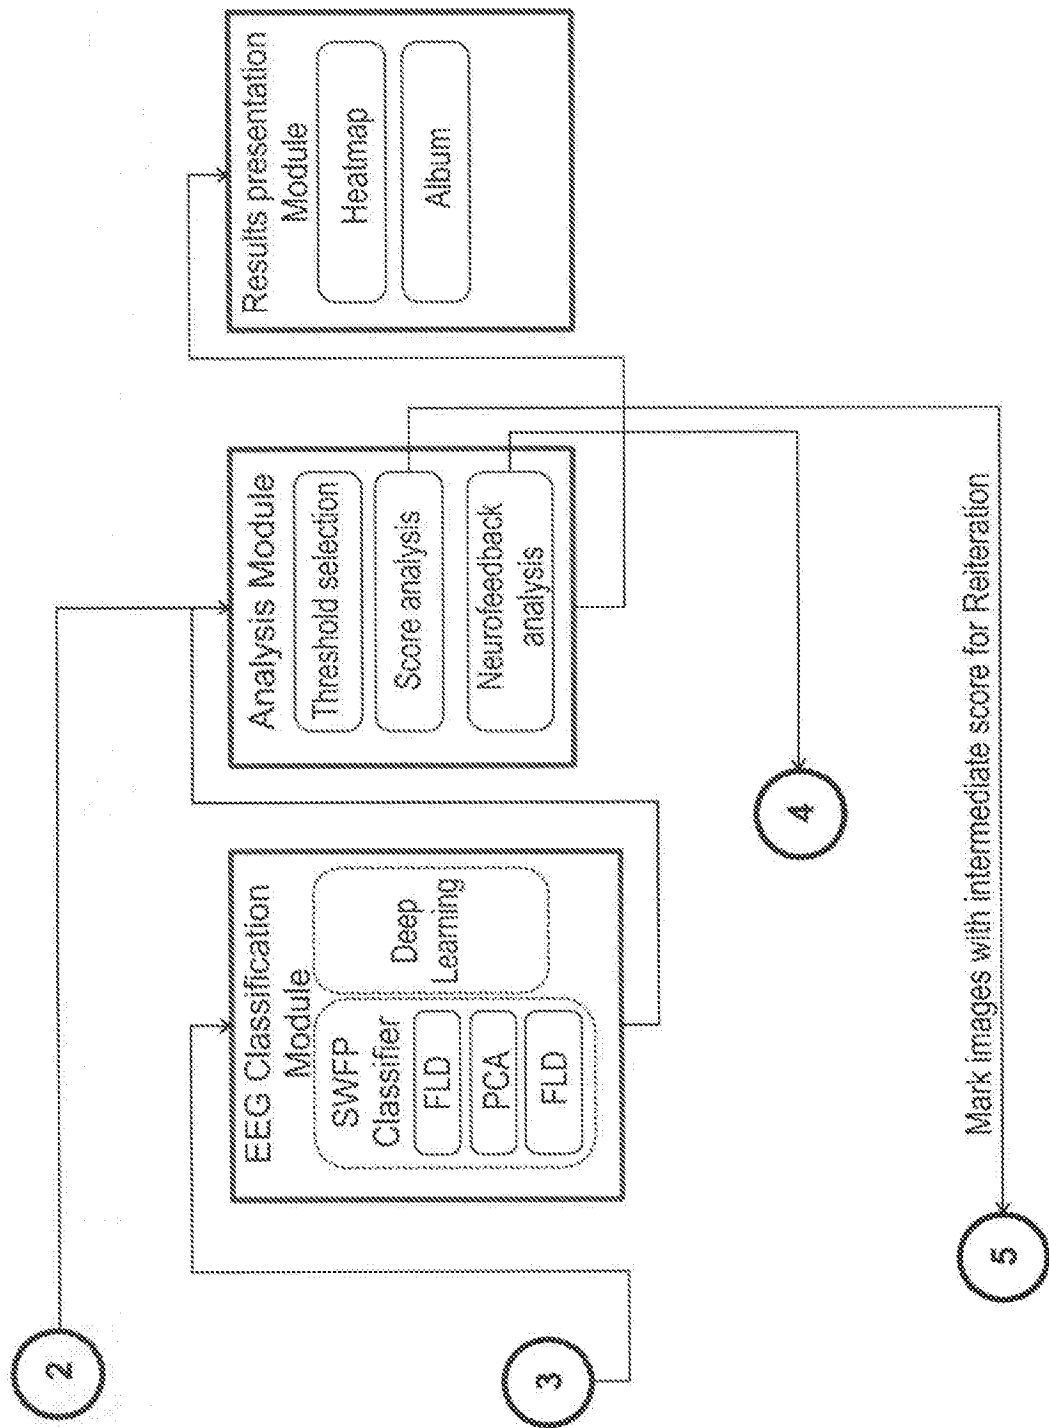 2
3
EEG Classification
Module
SWFP
Classifier
FLD
PCA
FLD
Deep
Learning
Analysis Module
Threshold selection
Score analysis
Neurofeedback
analysis
Results presentation
Module
Heatmap
Album
4
5
Mark images with intermediate score for Reiteration